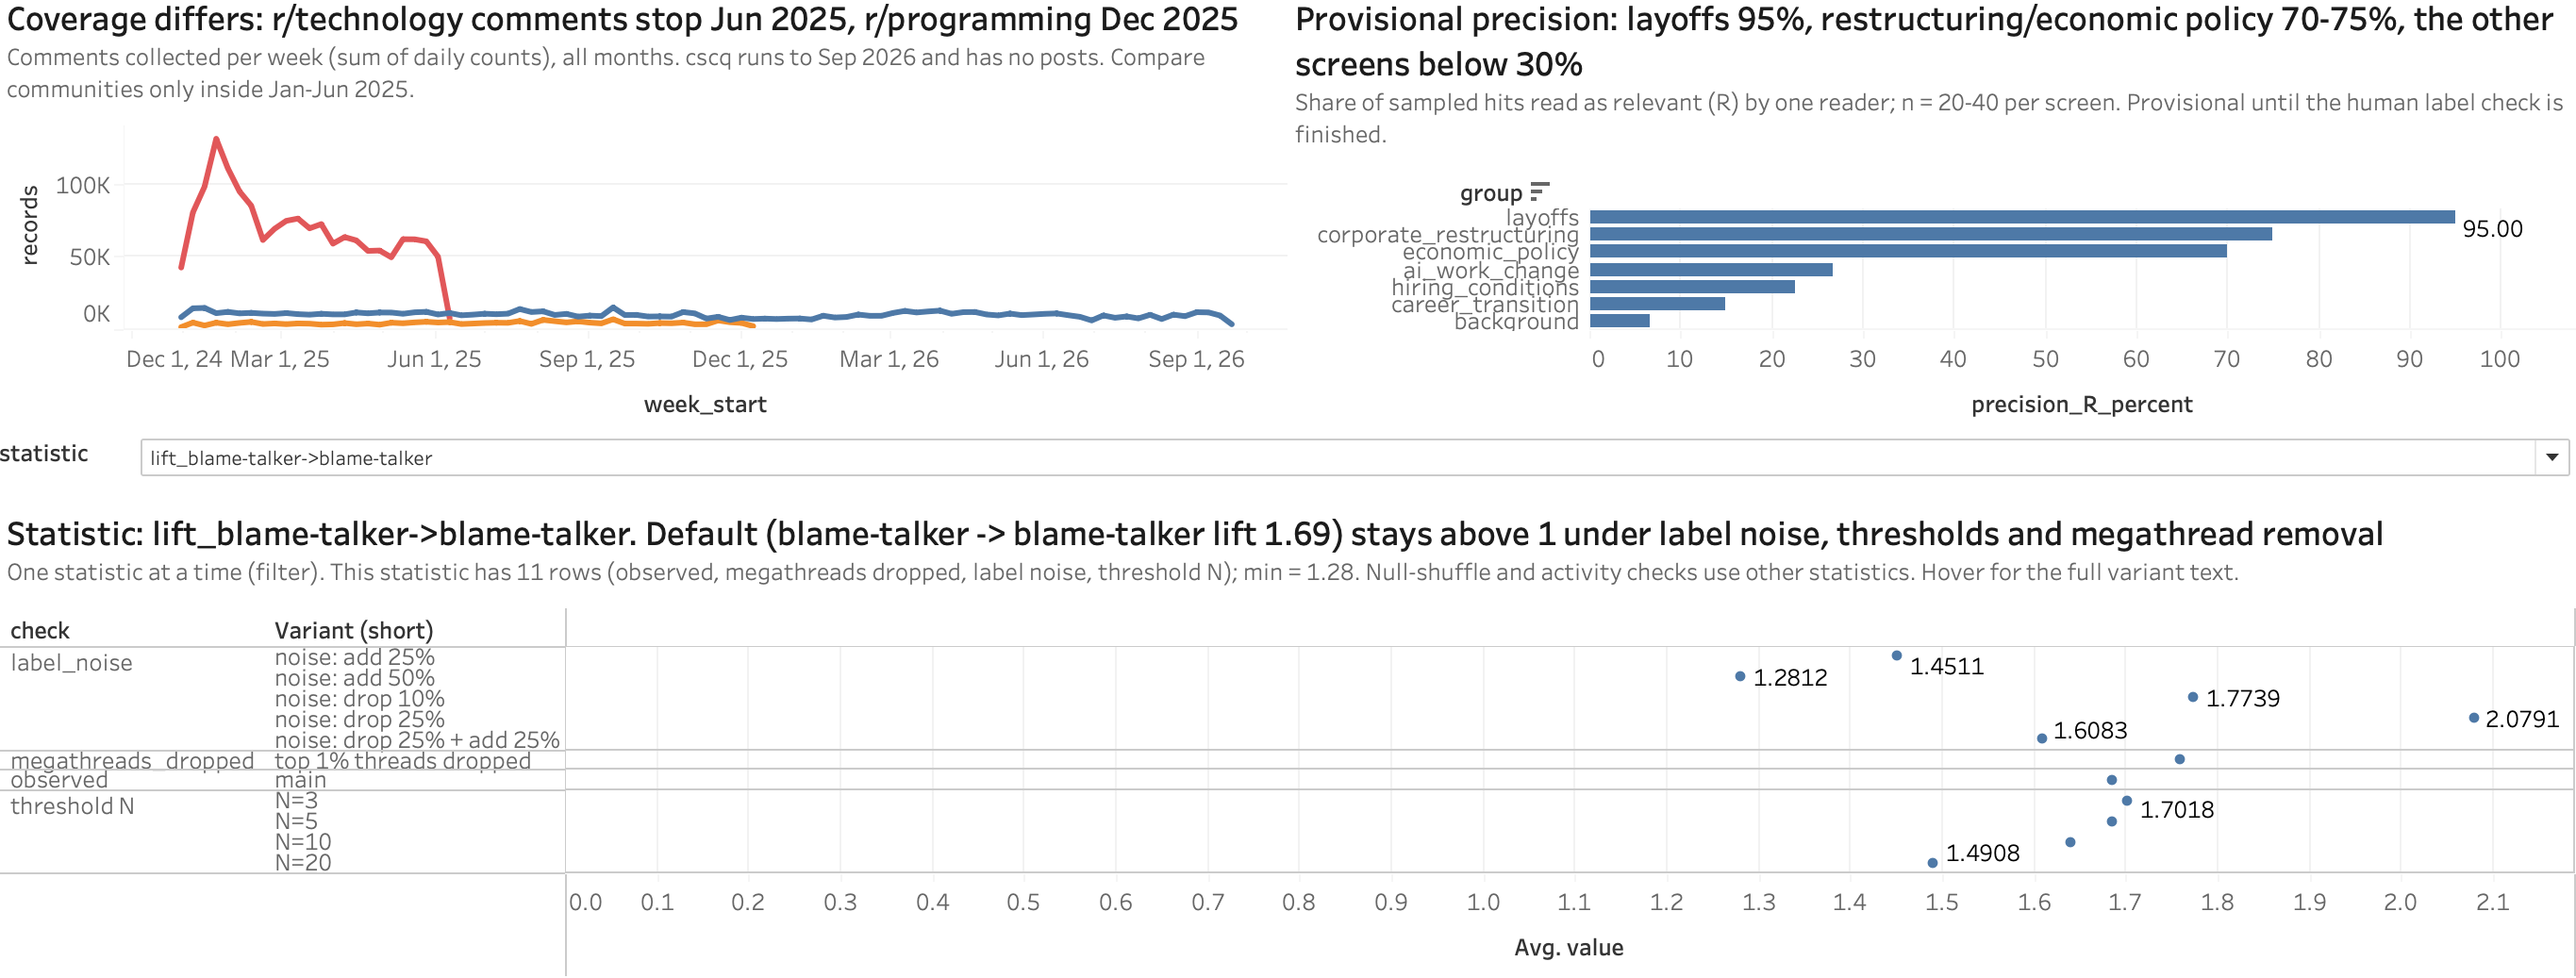 Coverage differs: r/technology comments stop Jun 2025, r/programming Dec 2025
Comments collected per week (sum of daily counts), all months. cscq runs to Sep 2026 and has no posts. Compare
communities only inside Jan-Jun 2025.
records
100K
50K
0K
Dec 1, 24 Mar 1, 25 Jun 1, 25 Sep 1, 25 Dec 1, 25 Mar 1, 26 Jun 1, 26 Sep 1, 26
week_start
Provisional precision: layoffs 95%, restructuring/economic policy 70-75%, the other
screens below 30%
Share of sampled hits read as relevant (R) by one reader; n = 20-40 per screen. Provisional until the human label check is
finished.
group
layoffs
95.00
corporate_restructuring
economic_policy
ai_work_change
hiring_conditions
career_transition
background
0 10 20 30 40 50 60 70 80 90 100
precision_R_percent
statistic lift_blame-talker->blame-talker
Statistic: lift_blame-talker->blame-talker. Default (blame-talker -> blame-talker lift 1.69) stays above 1 under label noise, thresholds and megathread removal
One statistic at a time (filter). This statistic has 11 rows (observed, megathreads dropped, label noise, threshold N); min = 1.28. Null-shuffle and activity checks use other statistics. Hover for the full variant text.
check Variant (short)
label_noise noise: add 25% 1.4511
noise: add 50% 1.2812
noise: drop 10% 1.7739
noise: drop 25% 2.0791
noise: drop 25% + add 25% 1.6083
megathreads_dropped top 1% threads dropped
observed main
threshold N N=3 1.7018
N=5
N=10
N=20 1.4908
0.0 0.1 0.2 0.3 0.4 0.5 0.6 0.7 0.8 0.9 1.0 1.1 1.2 1.3 1.4 1.5 1.6 1.7 1.8 1.9 2.0 2.1
Avg. value